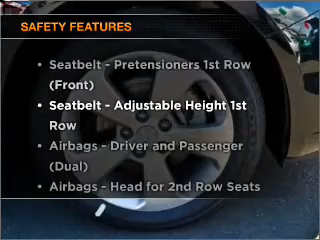 SAFETY FEATURES
• Seatbelt - Pretensioners 1st Row
(Front)
• Seatbelt - Adjustable Height 1st
Row
• Airbags - Driver and Passenger
(Dual)
• Airbags - Head for 2nd Row Seats